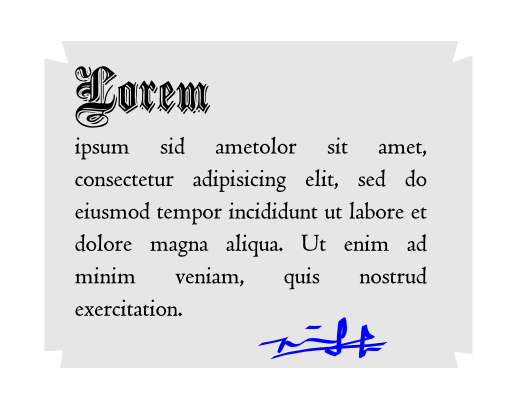 Lorem
ipsum sid ametolor sit amet,
consectetur adipisicing elit, sed do
eiusmod tempor incididunt ut labore et
dolore magna aliqua. Ut enim ad
minim veniam, quis nostrud
exercitation.